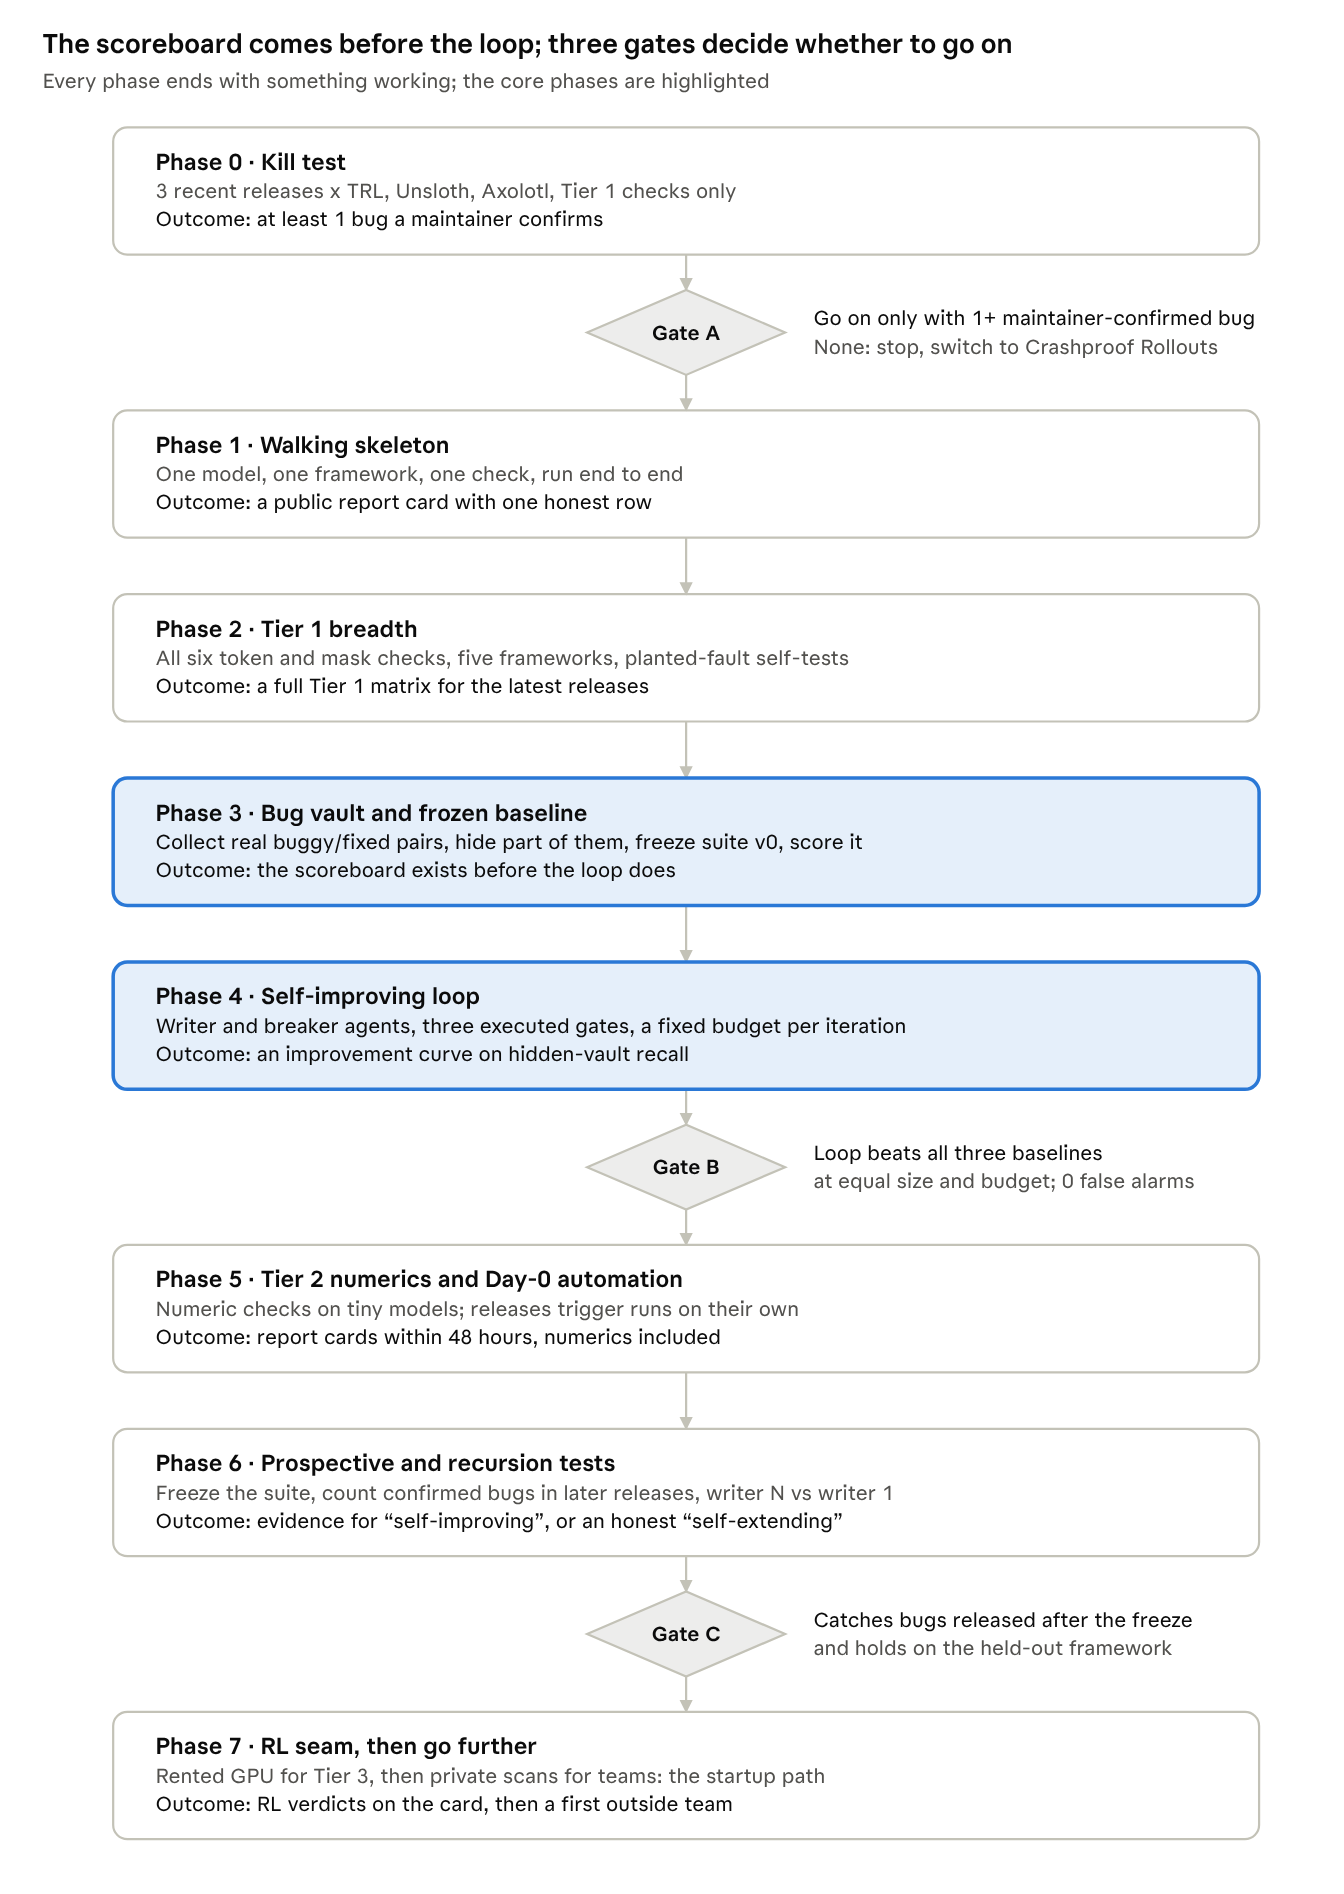 The scoreboard comes before the loop; three gates decide whether to go on
Every phase ends with something working; the core phases are highlighted
Phase 0 · Kill test
3 recent releases x TRL, Unsloth, Axolotl, Tier 1 checks only
Outcome: at least 1 bug a maintainer confirms
Gate A
Go on only with 1+ maintainer-confirmed bug
None: stop, switch to Crashproof Rollouts
Phase 1 · Walking skeleton
One model, one framework, one check, run end to end
Outcome: a public report card with one honest row
Phase 2 · Tier 1 breadth
All six token and mask checks, five frameworks, planted-fault self-tests
Outcome: a full Tier 1 matrix for the latest releases
Phase 3 · Bug vault and frozen baseline
Collect real buggy/fixed pairs, hide part of them, freeze suite v0, score it
Outcome: the scoreboard exists before the loop does
Phase 4 · Self-improving loop
Writer and breaker agents, three executed gates, a fixed budget per iteration
Outcome: an improvement curve on hidden-vault recall
Gate B
Loop beats all three baselines
at equal size and budget; 0 false alarms
Phase 5 · Tier 2 numerics and Day-0 automation
Numeric checks on tiny models; releases trigger runs on their own
Outcome: report cards within 48 hours, numerics included
Phase 6 · Prospective and recursion tests
Freeze the suite, count confirmed bugs in later releases, writer N vs writer 1
Outcome: evidence for “self-improving”, or an honest “self-extending”
Gate C
Catches bugs released after the freeze
and holds on the held-out framework
Phase 7 · RL seam, then go further
Rented GPU for Tier 3, then private scans for teams: the startup path
Outcome: RL verdicts on the card, then a first outside team